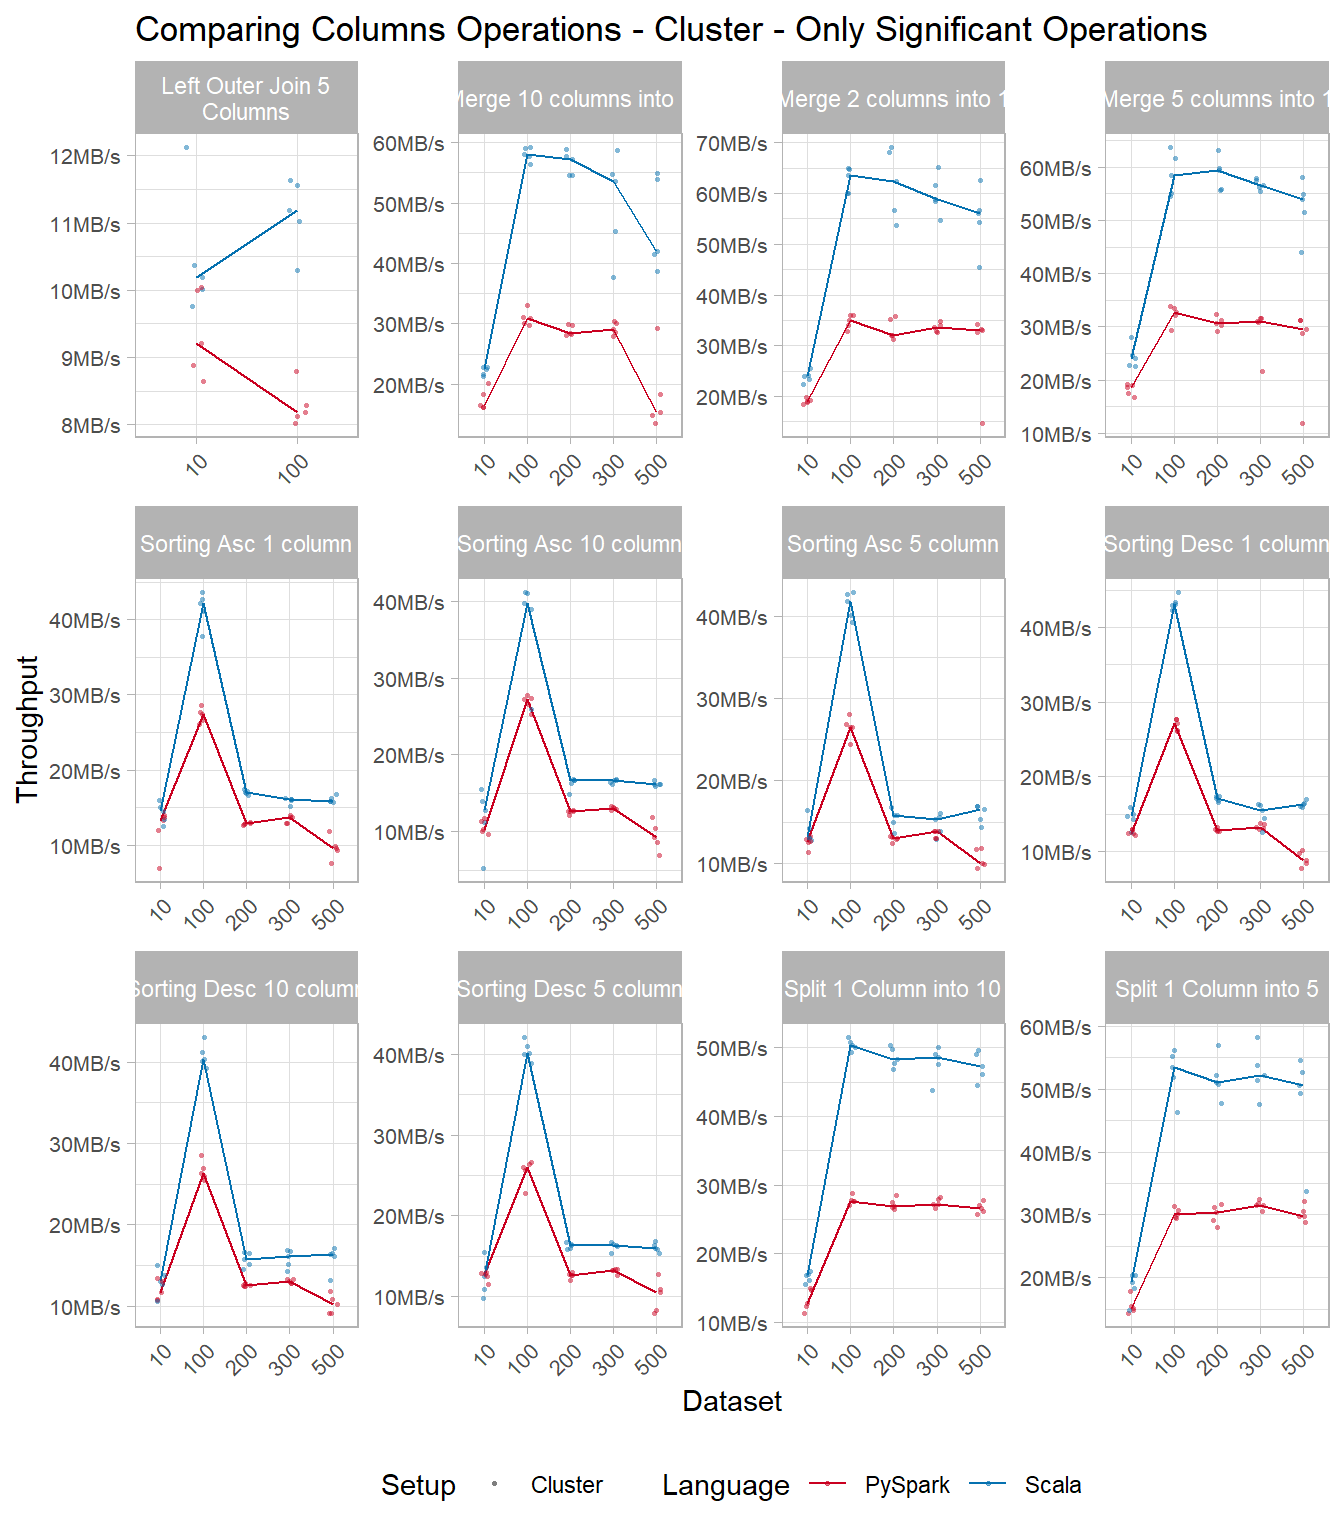 Comparing Columns Operations - Cluster - Only Significant Operations
Left Outer Join 5
Columns
Merge 10 columns into
Merge 2 columns into 1
Merge 5 columns into 1
12MB/s
11MB/s
10MB/s
9MB/s
8MB/s
10
100
60MB/s
50MB/s
40MB/s
30MB/s
20MB/s
10
100
200
300
500
70MB/s
60MB/s
50MB/s
40MB/s
30MB/s
20MB/s
10
100
200
300
500
60MB/s
50MB/s
40MB/s
30MB/s
20MB/s
10MB/s
10
100
200
300
500
Sorting Asc 1 column
Sorting Asc 10 column
Sorting Asc 5 column
Sorting Desc 1 column
Throughput
40MB/s
30MB/s
20MB/s
10MB/s
10
100
200
300
500
40MB/s
30MB/s
20MB/s
10MB/s
10
100
200
300
500
40MB/s
30MB/s
20MB/s
10MB/s
10
100
200
300
500
40MB/s
30MB/s
20MB/s
10MB/s
10
100
200
300
500
Sorting Desc 10 column
Sorting Desc 5 column
Split 1 Column into 10
Split 1 Column into 5
40MB/s
30MB/s
20MB/s
10MB/s
10
100
200
300
500
40MB/s
30MB/s
20MB/s
10MB/s
10
100
200
300
500
50MB/s
40MB/s
30MB/s
20MB/s
10MB/s
10
100
200
300
500
60MB/s
50MB/s
40MB/s
30MB/s
20MB/s
10
100
200
300
500
Dataset
Setup Cluster Language PySpark Scala